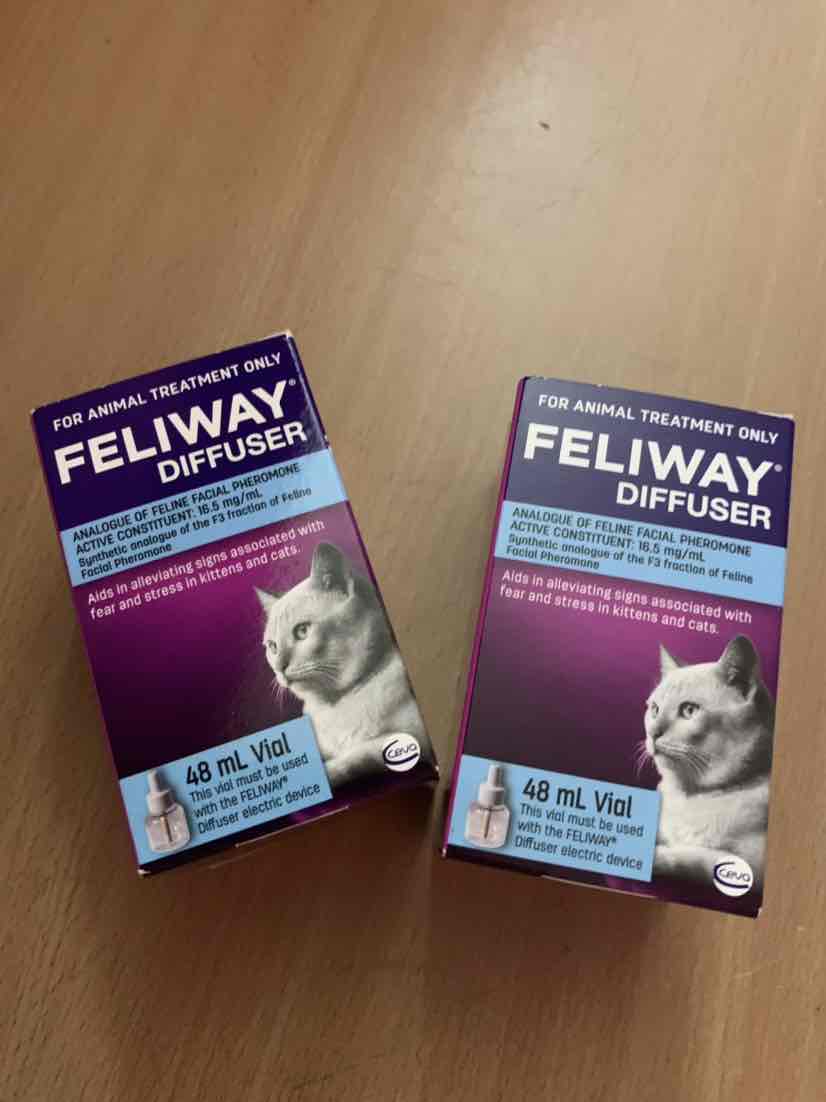 FOR ANIMAL TREATMENT ONLY
FELIWAY®
DIFFUSER
ANALOGUE OF FELINE FACIAL PHEROMONE
ACTIVE CONSTITUENT: 16.5 mg/mL
Synthetic analogue of the F3 fraction of Feline
Facial Pheromone
Aids in alleviating signs associated with
fear and stress in kittens and cats.
48 mL Vial
This vial must be used
with the FELIWAY®
Diffuser electric device
Ceva
FOR ANIMAL TREATMENT ONLY
FELIWAY®
DIFFUSER
ANALOGUE OF FELINE FACIAL PHEROMONE
ACTIVE CONSTITUENT: 16.5 mg/mL
Synthetic analogue of the F3 fraction of Feline
Facial Pheromone
Aids in alleviating signs associated with
fear and stress in kittens and cats.
48 mL Vial
This vial must be used
with the FELIWAY®
Diffuser electric device
Ceva